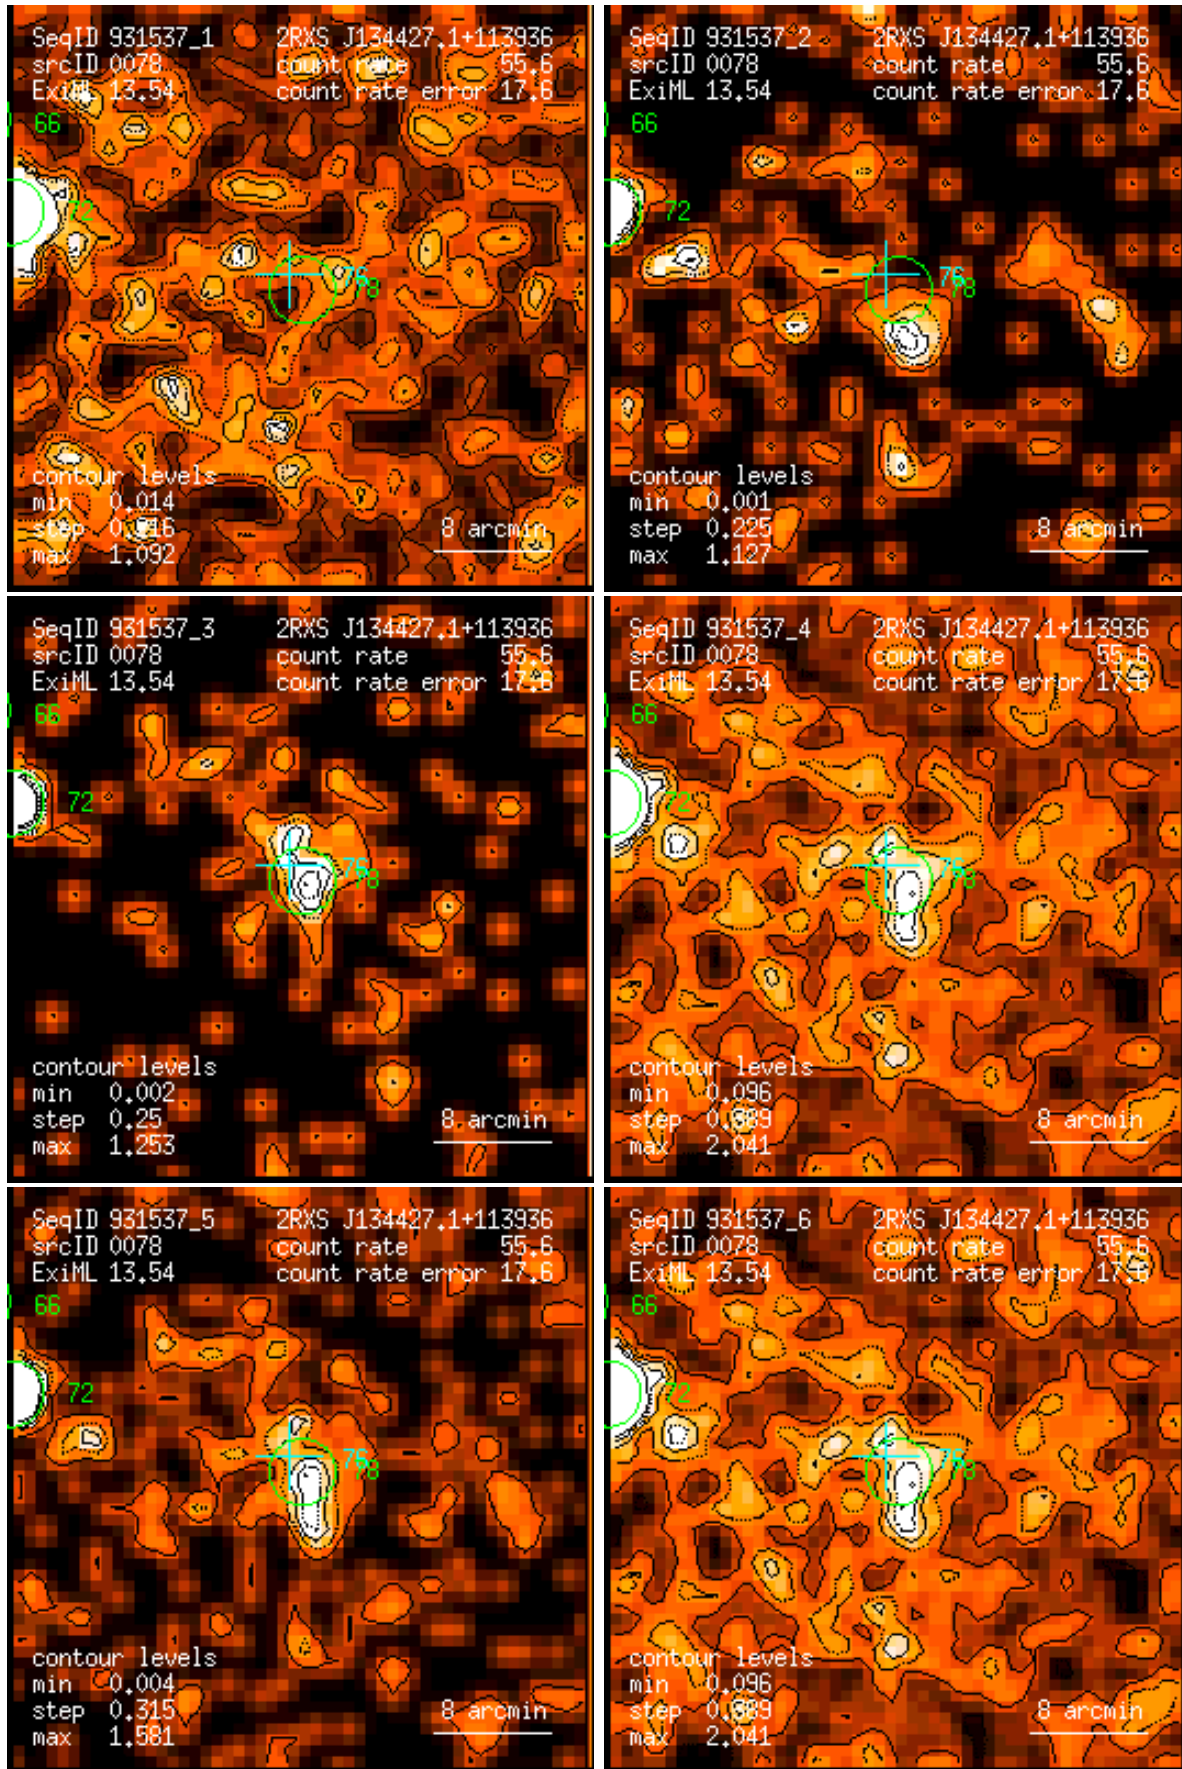 SeqID 931537_1 2RXS J134427.1+113936
srcID 0078 count rate 55.6
ExiML 13.54 count rate error 17.6
66
72
76
78
contour levels
min 0.014
step 0.216
max 1.092
8 arcmin
SeqID 931537_2 2RXS J134427.1+113936
srcID 0078 count rate 55.6
ExiML 13.54 count rate error 17.6
66
72
76
78
contour levels
min 0.001
step 0.225
max 1.127
8 arcmin
SeqID 931537_3 2RXS J134427.1+113936
srcID 0078 count rate 55.6
ExiML 13.54 count rate error 17.6
66
72
76
78
contour levels
min 0.002
step 0.25
max 1.253
8 arcmin
SeqID 931537_4 2RXS J134427.1+113936
srcID 0078 count rate 55.6
ExiML 13.54 count rate error 17.6
66
72
76
78
contour levels
min 0.096
step 0.389
max 2.041
8 arcmin
SeqID 931537_5 2RXS J134427.1+113936
srcID 0078 count rate 55.6
ExiML 13.54 count rate error 17.6
66
72
76
78
contour levels
min 0.004
step 0.315
max 1.581
8 arcmin
SeqID 931537_6 2RXS J134427.1+113936
srcID 0078 count rate 55.6
ExiML 13.54 count rate error 17.6
66
72
76
78
contour levels
min 0.096
step 0.389
max 2.041
8 arcmin